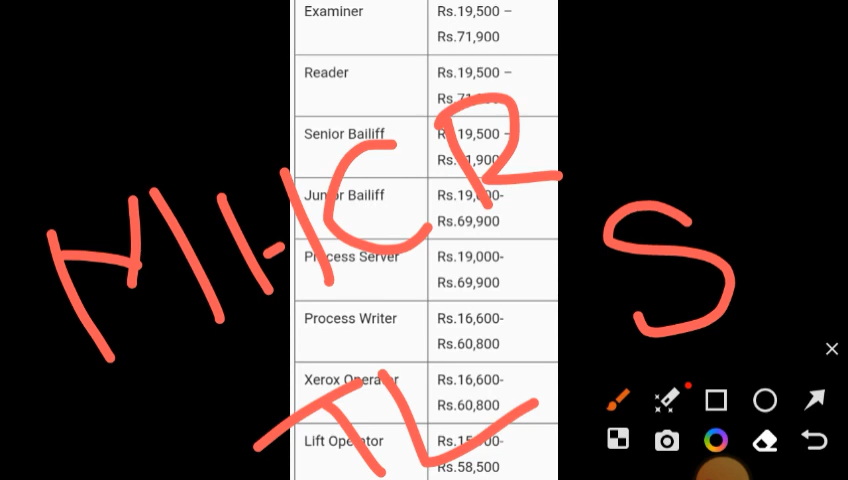 Examiner Rs.19,500 –
Rs.71,900
Reader Rs.19,500 –
Senior Bailiff 19,500 –
Junior Bailiff
Rs.69,900
Process Server Rs.19,000-
Rs.69,900
Process Writer Rs.16,600-
Rs.60,800
Xerox Operator Rs.16,600-
Rs.60,800
Lift Operator
Rs.58,500
MHCR S
TL